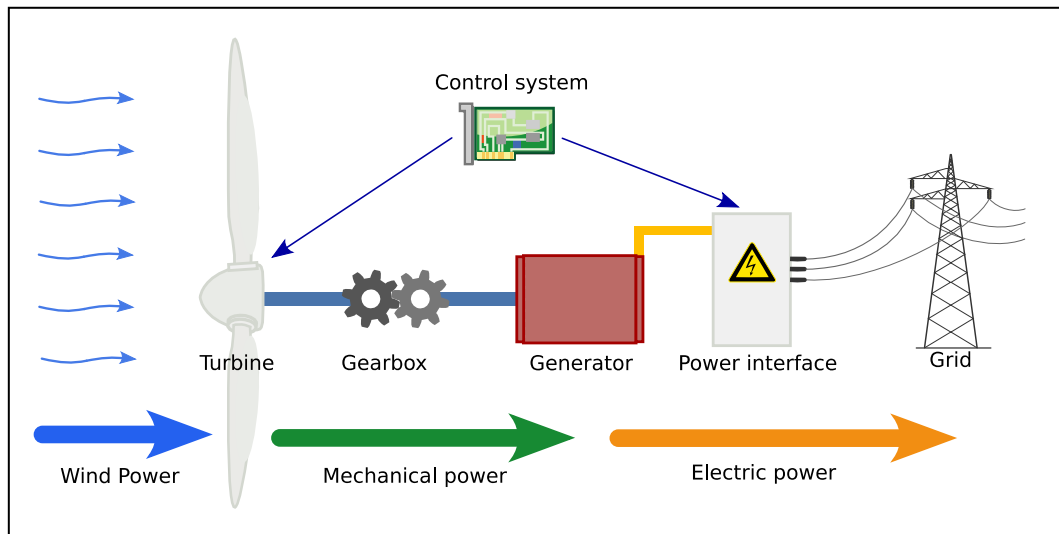 Control system
Turbine
Gearbox
Generator
Power interface
Grid
Wind Power
Mechanical power
Electric power